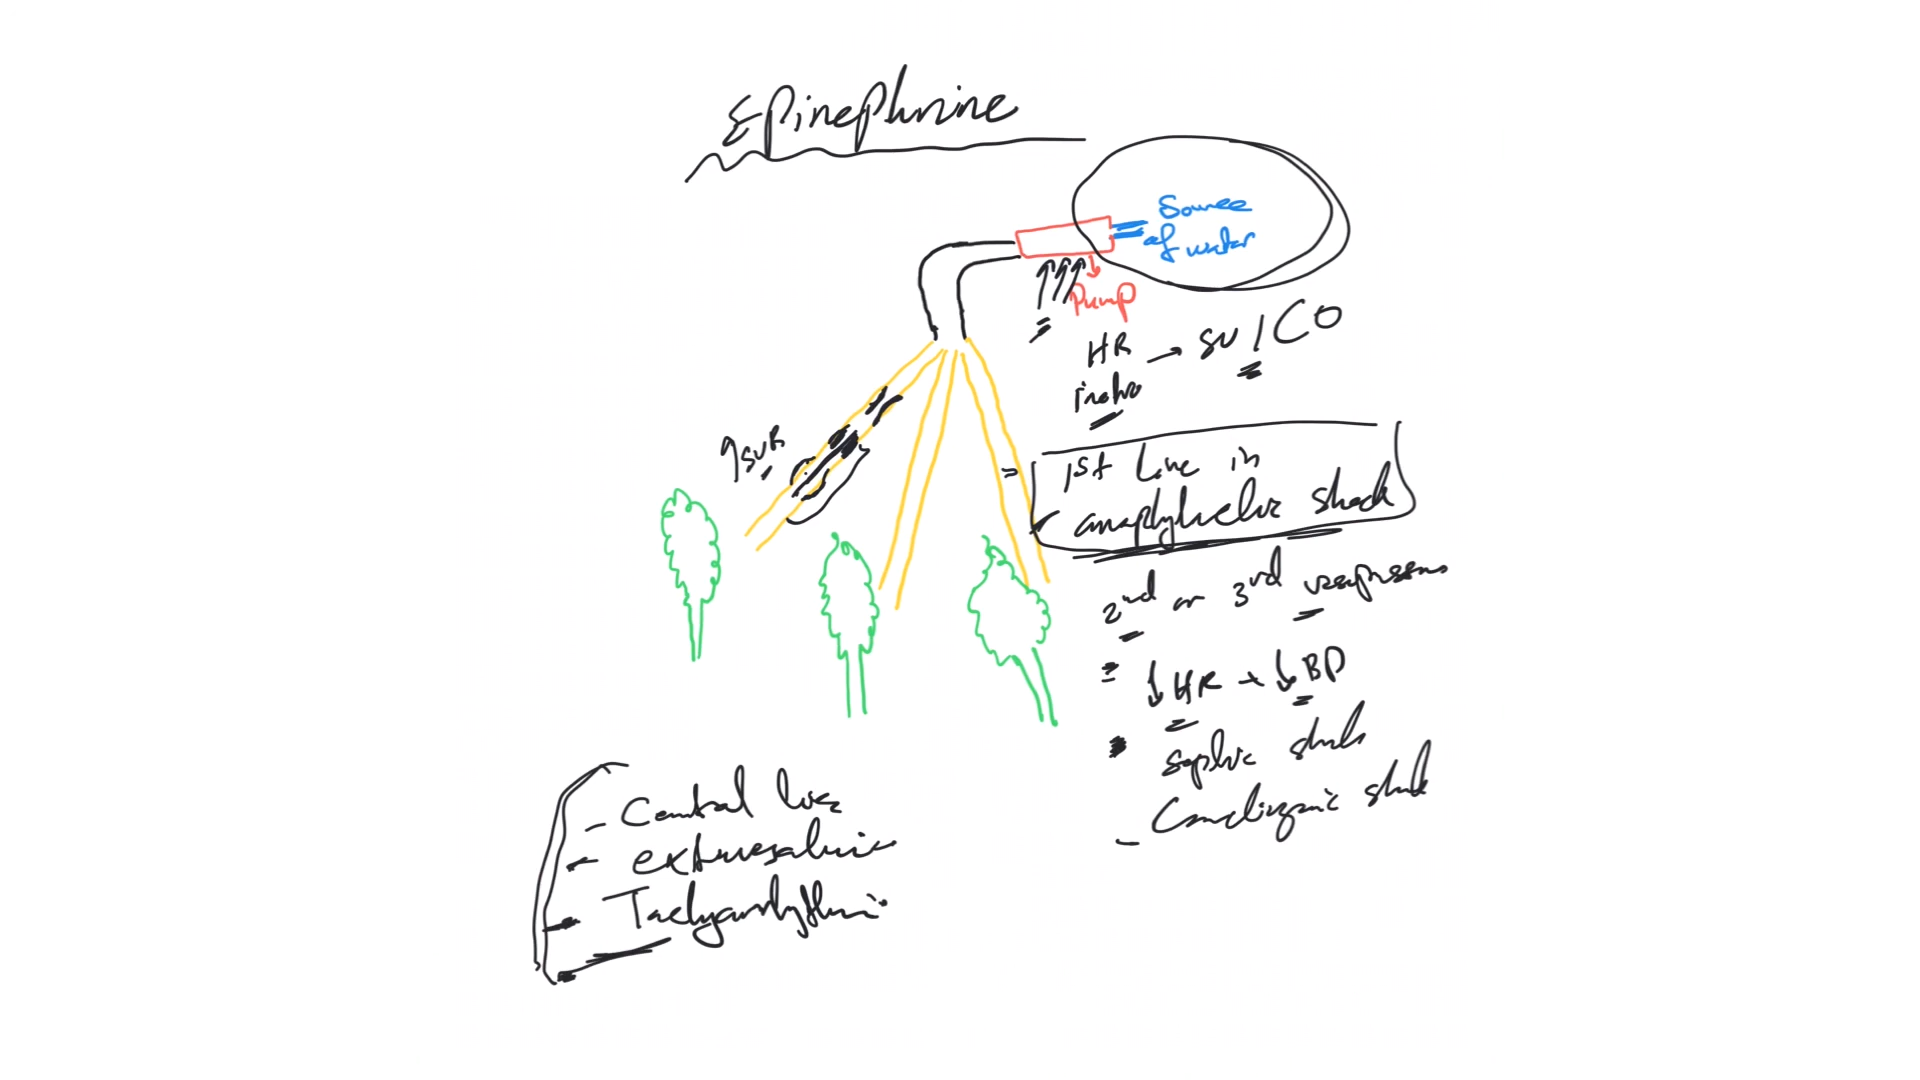 Epinephrine
Source
of water
Pump
HR → SV / CO
inotro
↑SVR
1st line in
anaphylactic shock
2nd or 3rd vasopressors
↓HR + ↓BP
Septic shock
- Cardiogenic shock
- Central line
- extravasation
- Tachyarrhythmia